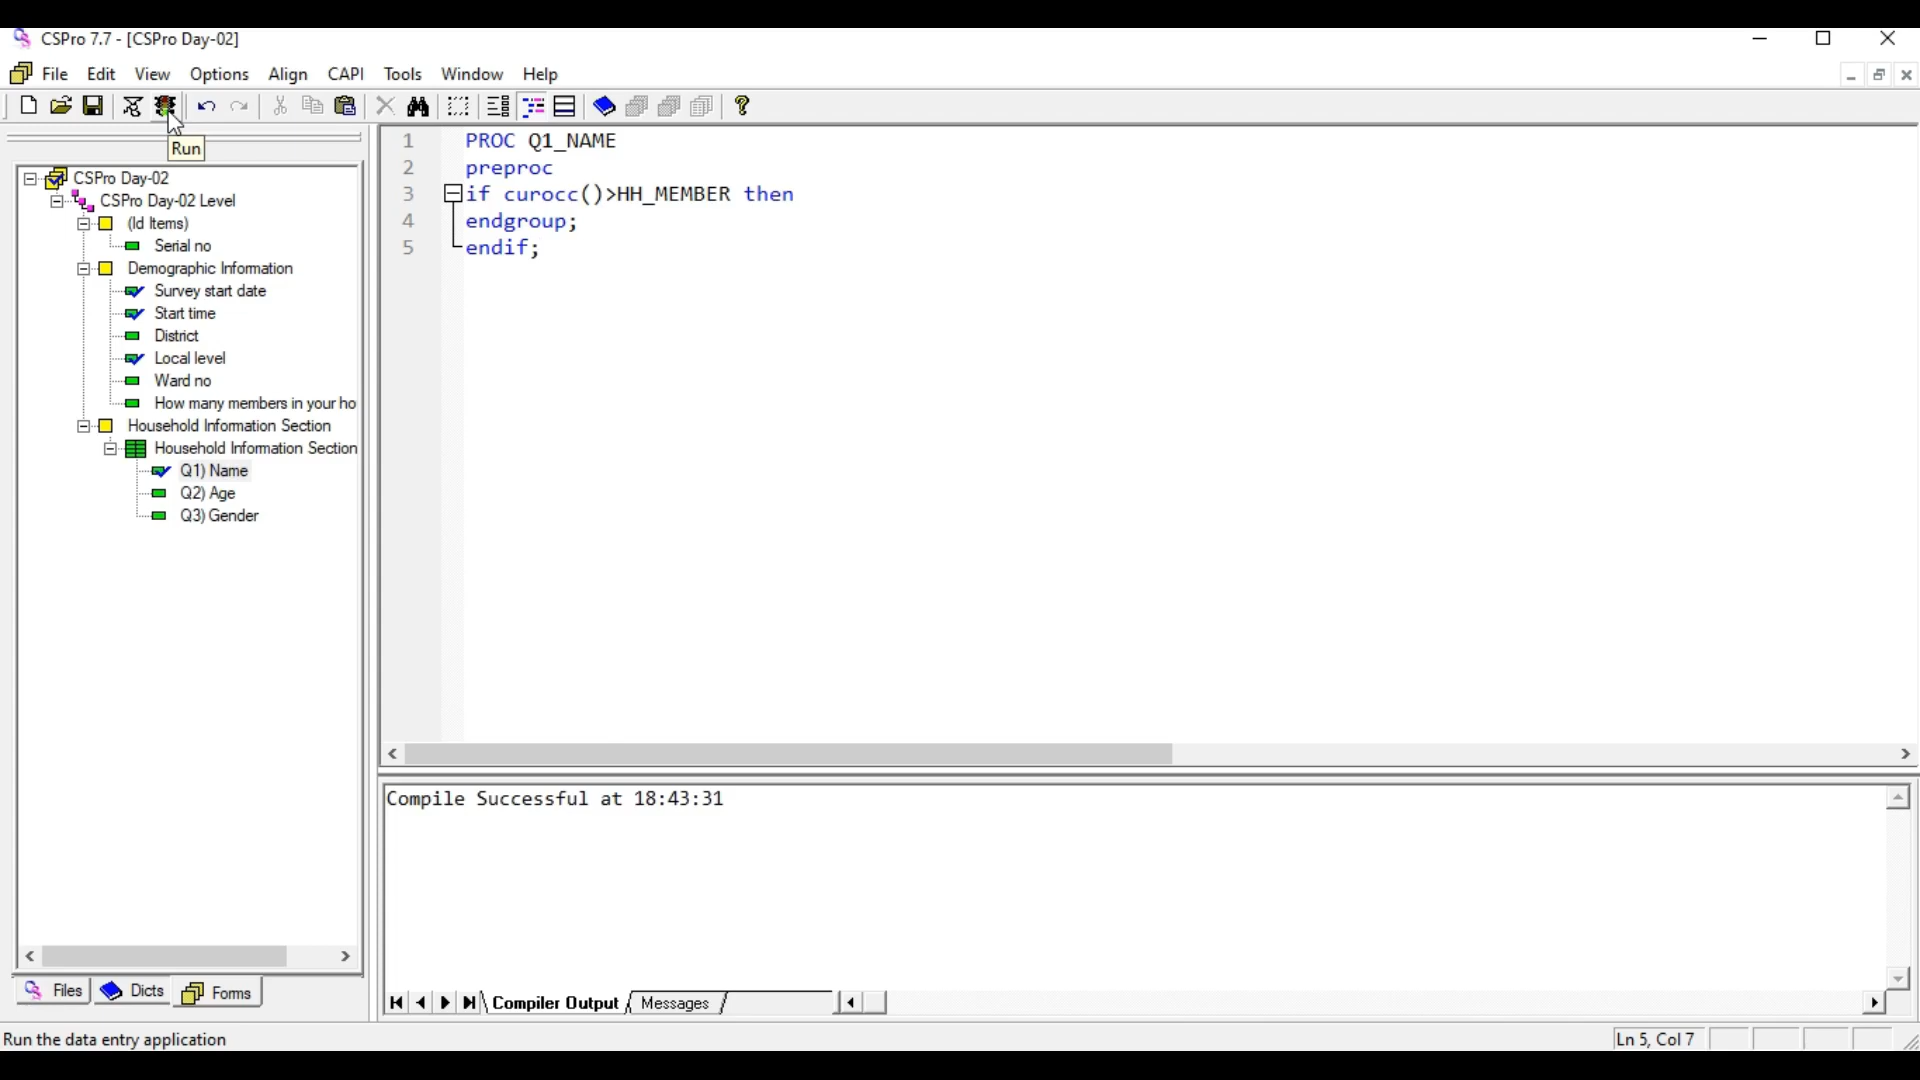 CSPro 7.7 - [CSPro Day-02]
File Edit View Options Align CAPI Tools Window Help
Run
CSPro Day-02
CSPro Day-02 Level
(Id Items)
Serial no
Demographic Information
Survey start date
Start time
District
Local level
Ward no
How many members in your ho
Household Information Section
Household Information Section
Q1) Name
Q2) Age
Q3) Gender
Files Dicts Forms
1 PROC Q1_NAME
2 preproc
3 if curocc()>HH_MEMBER then
4 endgroup;
5 endif;
Compile Successful at 18:43:31
Compiler Output Messages
Run the data entry application
Ln 5, Col 7